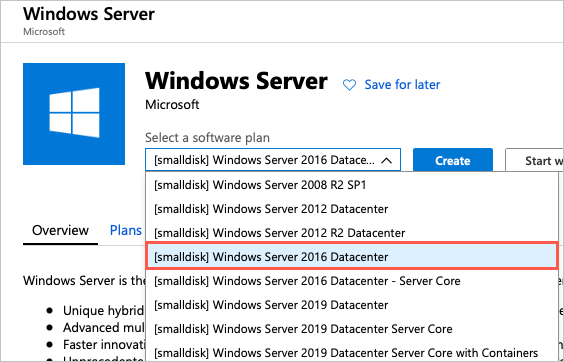 Windows Server
Microsoft
Windows Server
Save for later
Microsoft
Select a software plan
[smalldisk] Windows Server 2016 Datace...
Create
Start w
[smalldisk] Windows Server 2008 R2 SP1
[smalldisk] Windows Server 2012 Datacenter
[smalldisk] Windows Server 2012 R2 Datacenter
Overview
Plans
[smalldisk] Windows Server 2016 Datacenter
Windows Server is the
[smalldisk] Windows Server 2016 Datacenter - Server Core
Unique hybrid
[smalldisk] Windows Server 2019 Datacenter
Advanced mul
[smalldisk] Windows Server 2019 Datacenter Server Core
Faster innovati
[smalldisk] Windows Server 2019 Datacenter Server Core with Containers